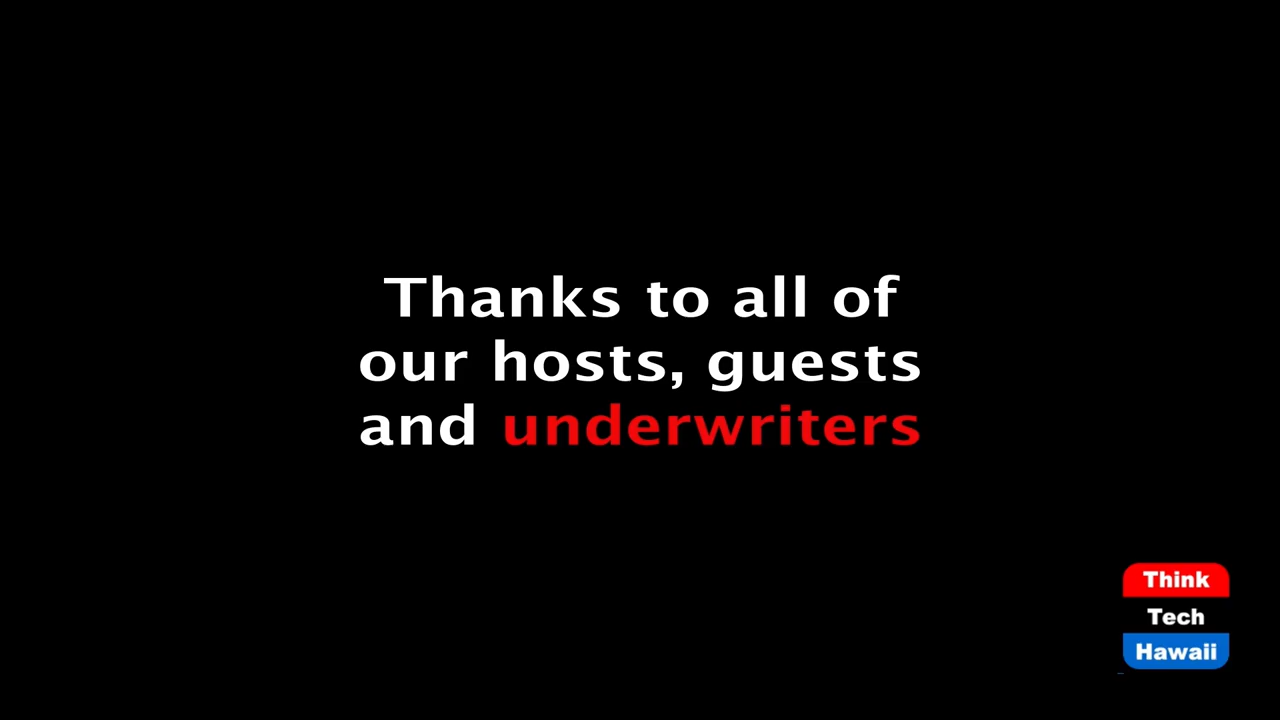 Thanks to all of
our hosts, guests
and underwriters
Think
Tech
Hawaii